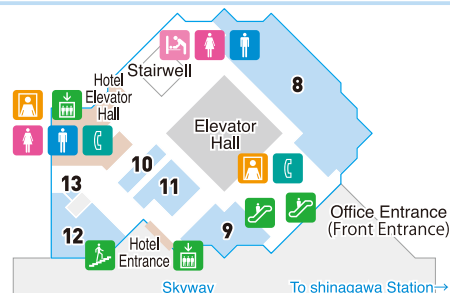 Stairwell
8
Hotel
Elevator
Hall
Elevator
Hall
10
11
13
12
9
Hotel
Entrance
Office Entrance
(Front Entrance)
Skyway
To shinagawa Station→